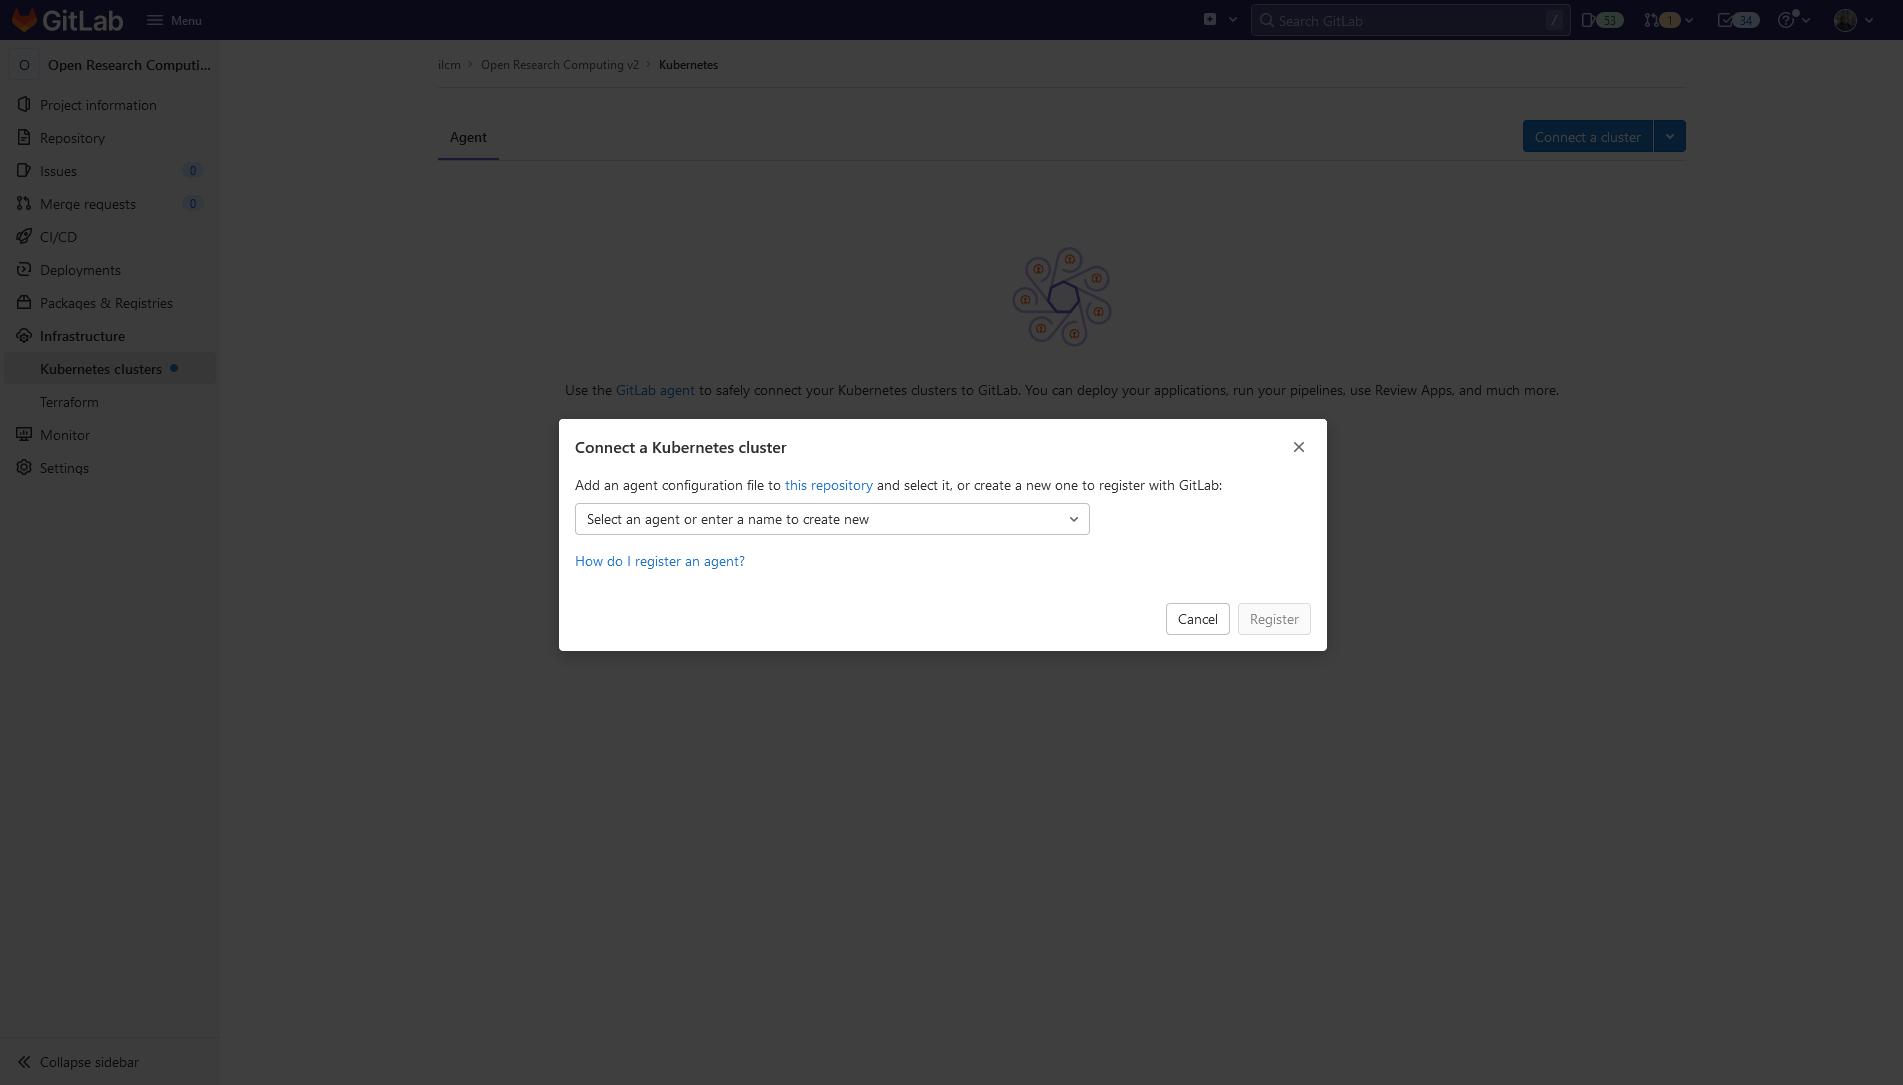 GitLab
Menu
Search GitLab
/
53
1
34
O
Open Research Computi...
Project information
Repository
Issues
0
Merge requests
0
CI/CD
Deployments
Packages & Registries
Infrastructure
Kubernetes clusters
Terraform
Monitor
Settings
Collapse sidebar
ilcm > Open Research Computing v2 > Kubernetes
Agent
Connect a cluster
Use the GitLab agent to safely connect your Kubernetes clusters to GitLab. You can deploy your applications, run your pipelines, use Review Apps, and much more.
Connect a Kubernetes cluster
Add an agent configuration file to this repository and select it, or create a new one to register with GitLab:
Select an agent or enter a name to create new
How do I register an agent?
Cancel
Register